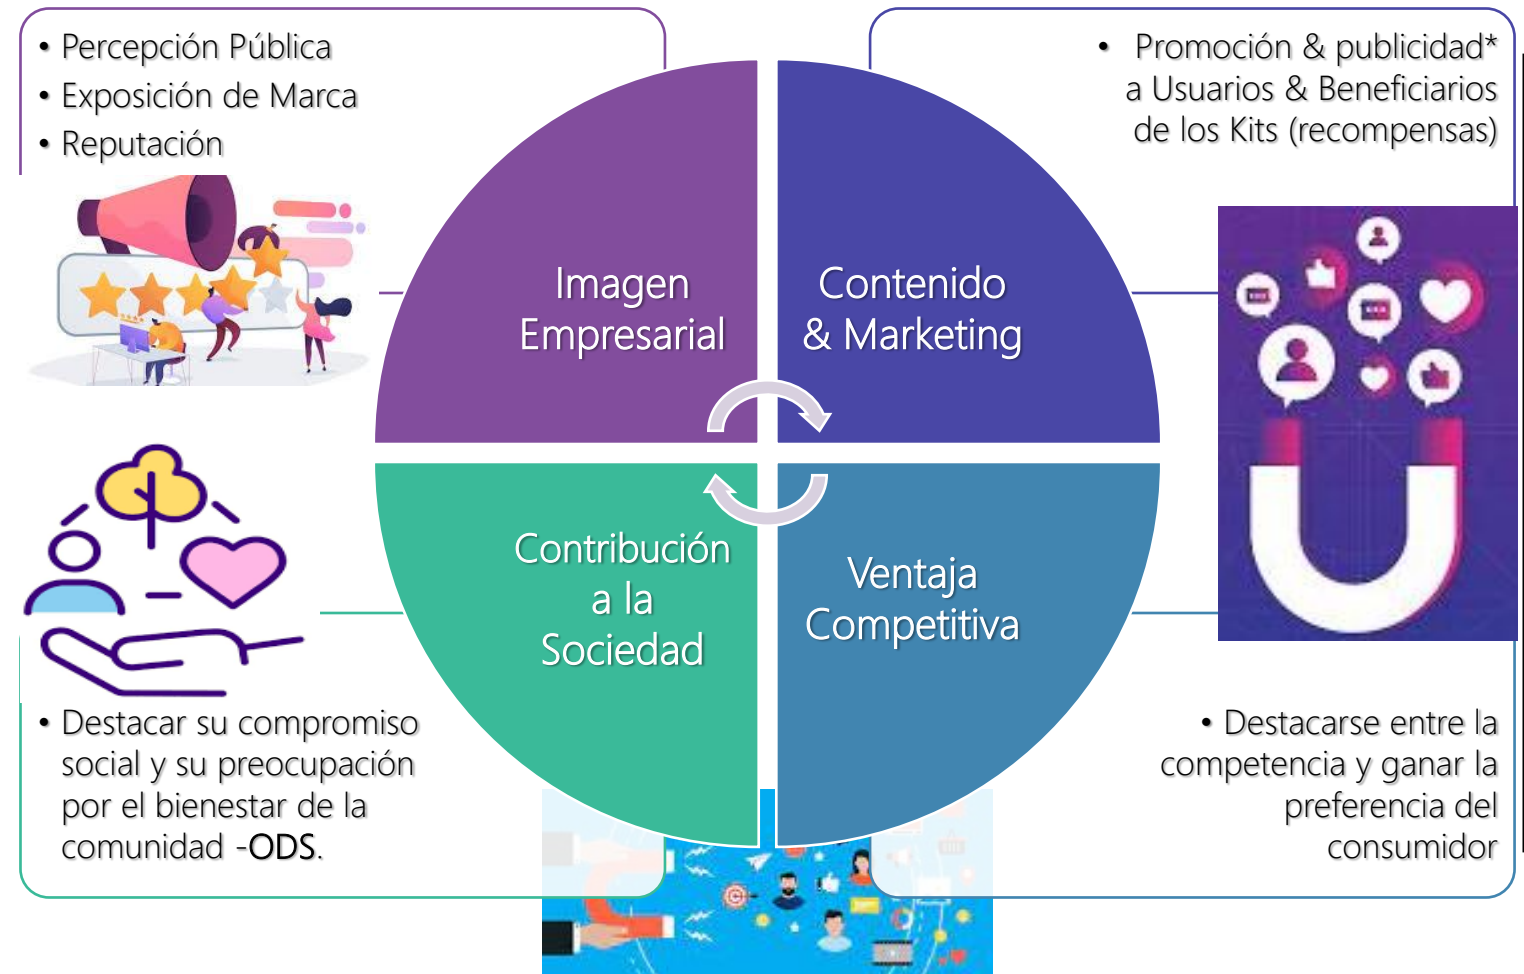 • Percepción Pública
• Exposición de Marca
• Reputación
• Promoción & publicidad*
a Usuarios & Beneficiarios
de los Kits (recompensas)
Imagen
Empresarial
Contenido
& Marketing
Contribución
a la
Sociedad
Ventaja
Competitiva
• Destacar su compromiso
social y su preocupación
por el bienestar de la
comunidad -ODS.
• Destacarse entre la
competencia y ganar la
preferencia del
consumidor